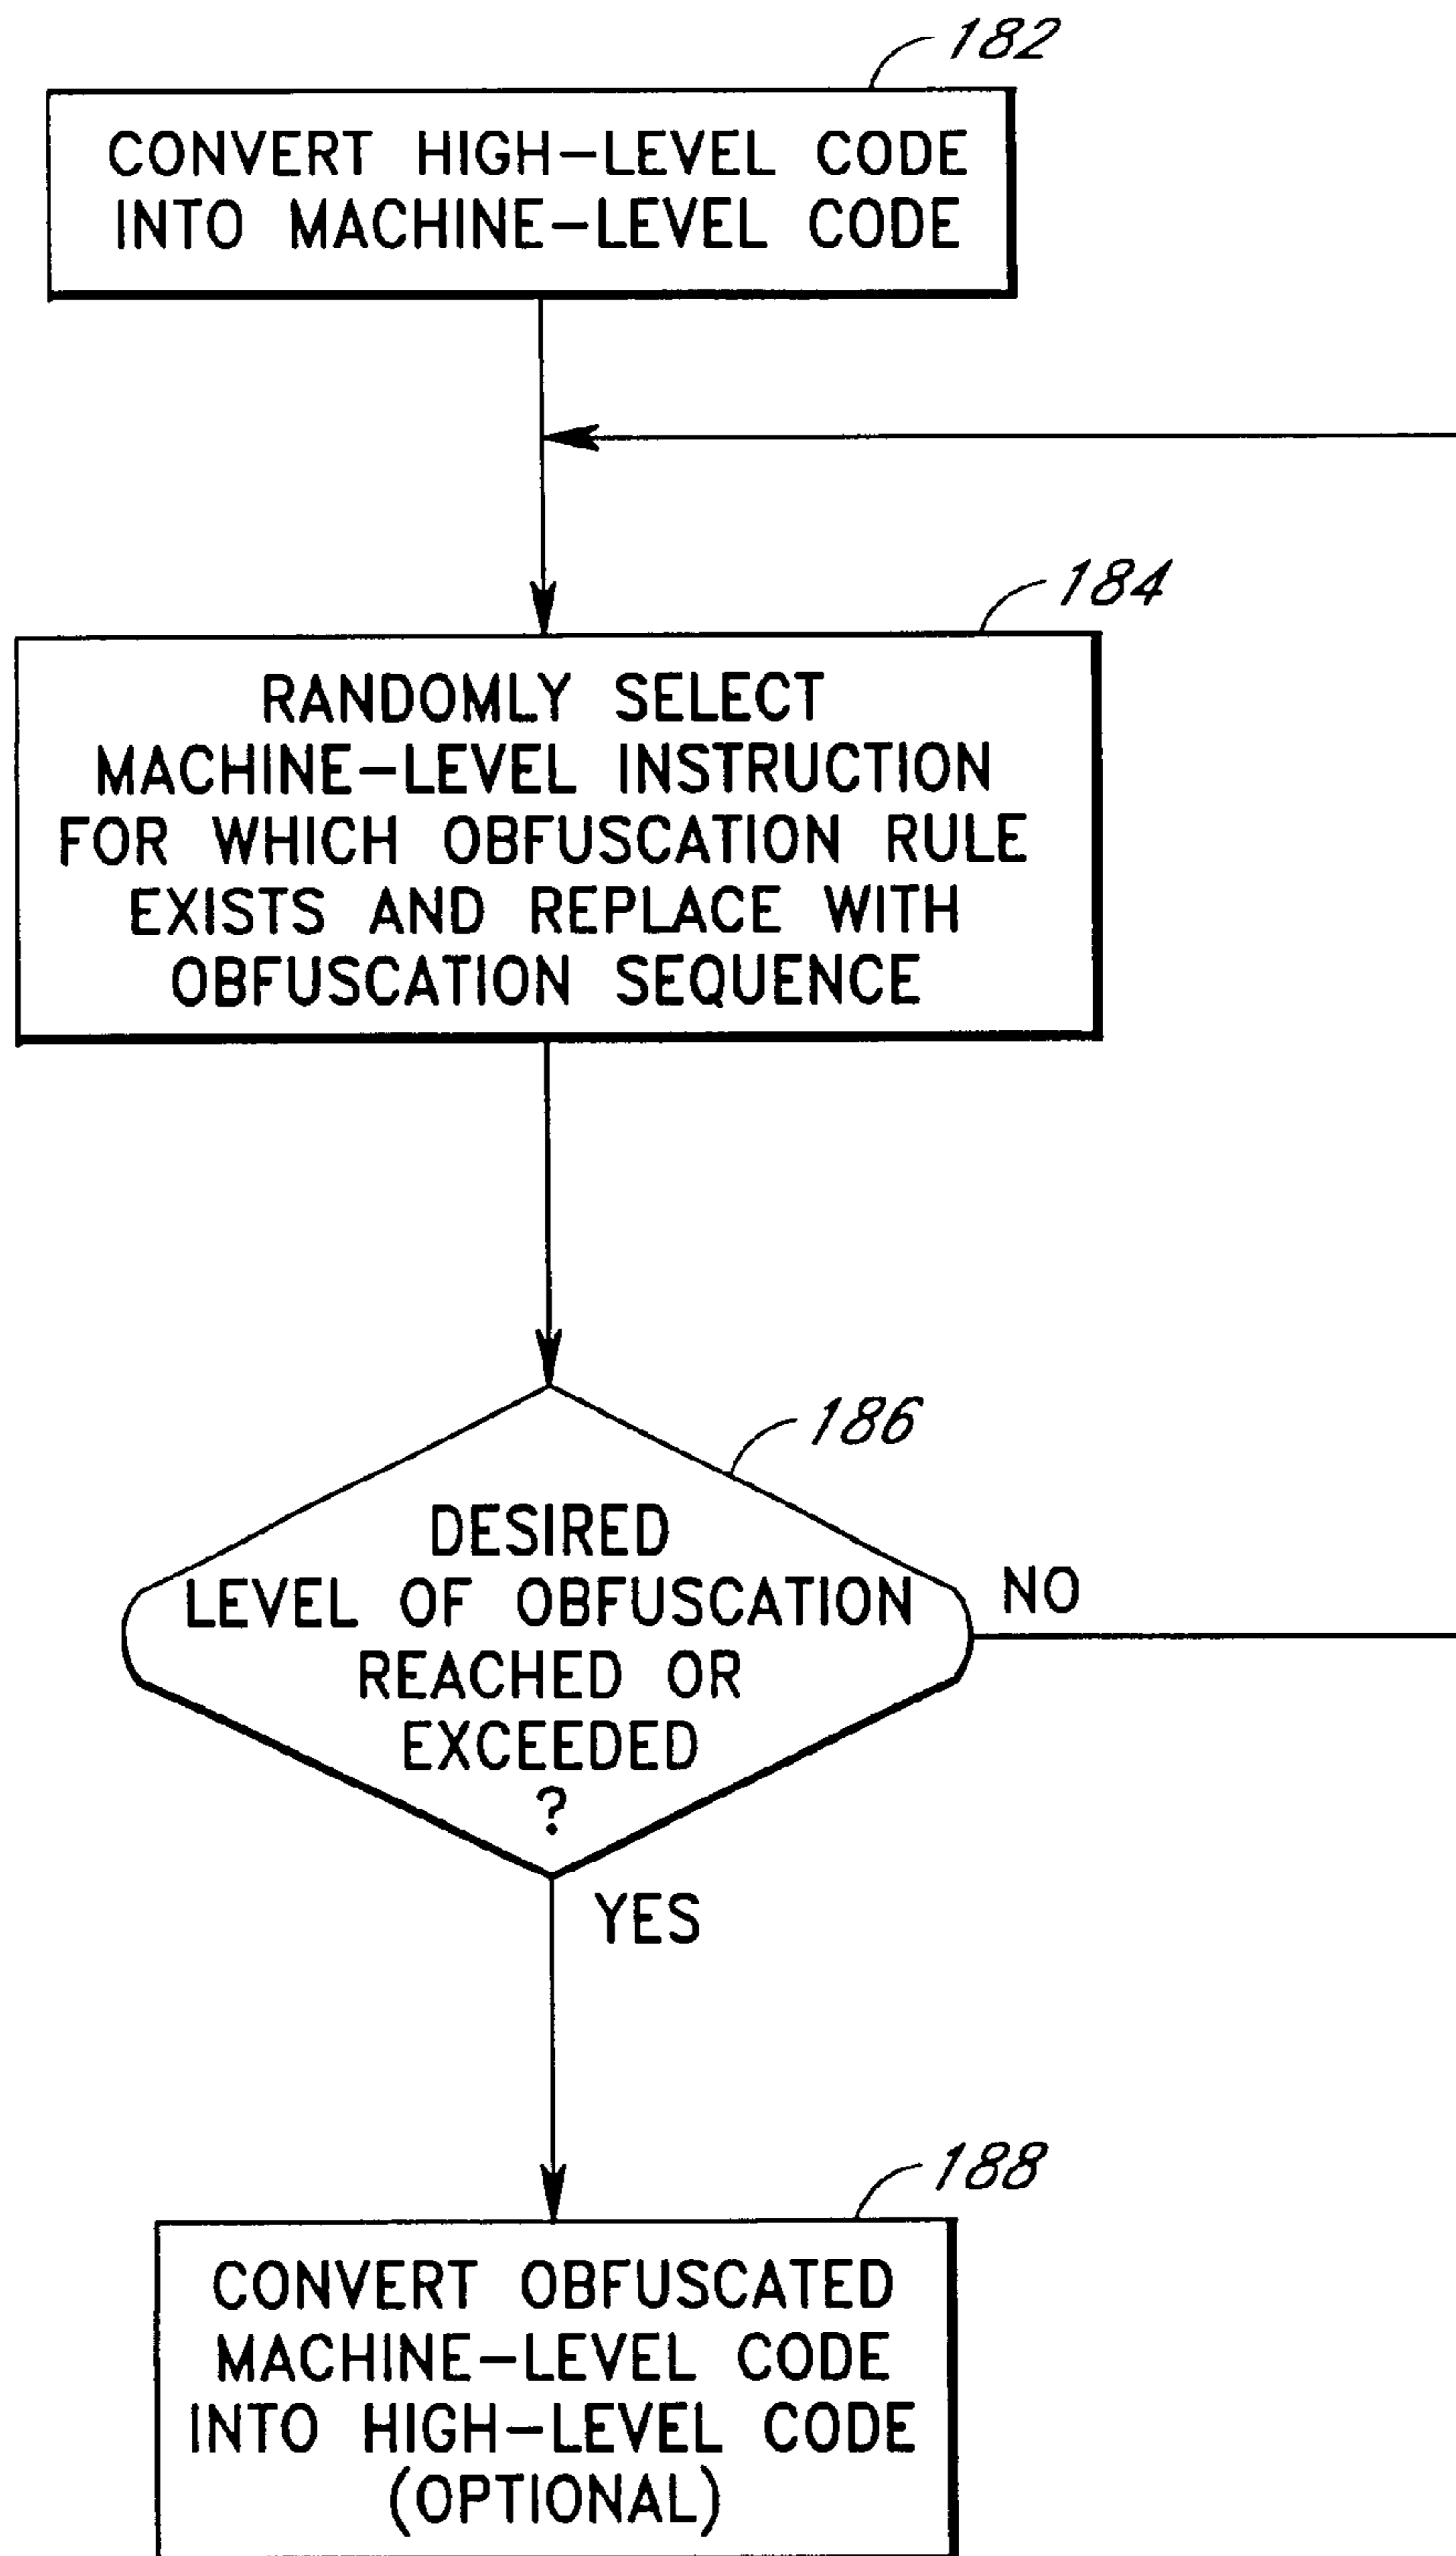 182
CONVERT HIGH-LEVEL CODE
INTO MACHINE-LEVEL CODE
184
RANDOMLY SELECT
MACHINE-LEVEL INSTRUCTION
FOR WHICH OBFUSCATION RULE
EXISTS AND REPLACE WITH
OBFUSCATION SEQUENCE
186
DESIRED
LEVEL OF OBFUSCATION
REACHED OR
EXCEEDED
?
NO
YES
188
CONVERT OBFUSCATED
MACHINE-LEVEL CODE
INTO HIGH-LEVEL CODE
(OPTIONAL)